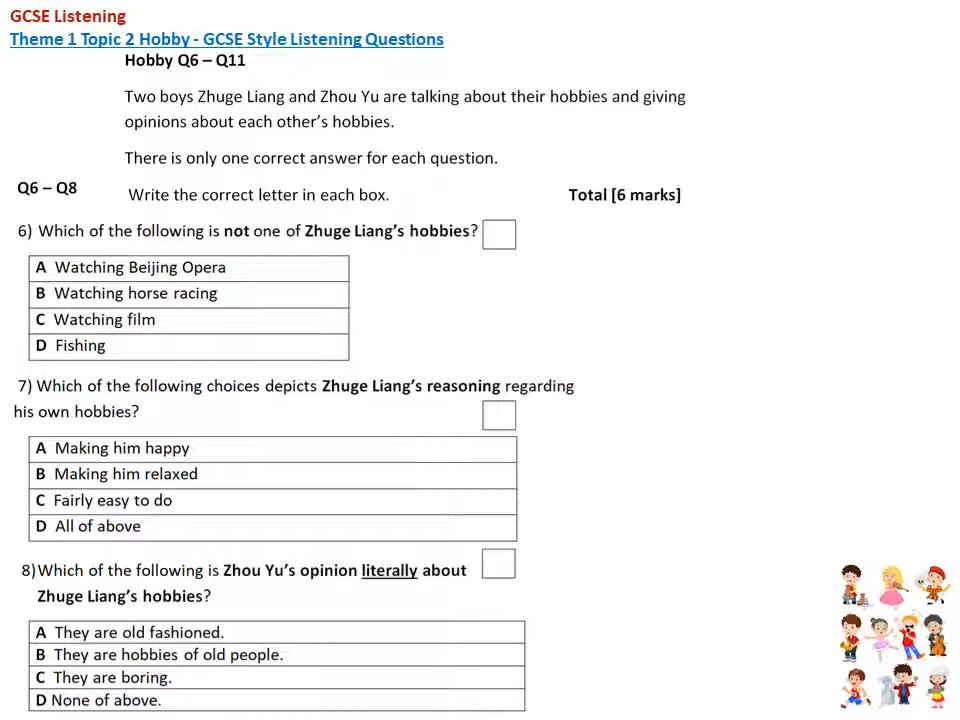 GCSE Listening
Theme 1 Topic 2 Hobby - GCSE Style Listening Questions
Hobby Q6 – Q11
Two boys Zhuge Liang and Zhou Yu are talking about their hobbies and giving
opinions about each other’s hobbies.
There is only one correct answer for each question.
Q6 – Q8
Write the correct letter in each box. Total [6 marks]
6) Which of the following is not one of Zhuge Liang’s hobbies?
A Watching Beijing Opera
B Watching horse racing
C Watching film
D Fishing
7) Which of the following choices depicts Zhuge Liang’s reasoning regarding
his own hobbies?
A Making him happy
B Making him relaxed
C Fairly easy to do
D All of above
8)Which of the following is Zhou Yu’s opinion literally about
Zhuge Liang’s hobbies?
A They are old fashioned.
B They are hobbies of old people.
C They are boring.
D None of above.